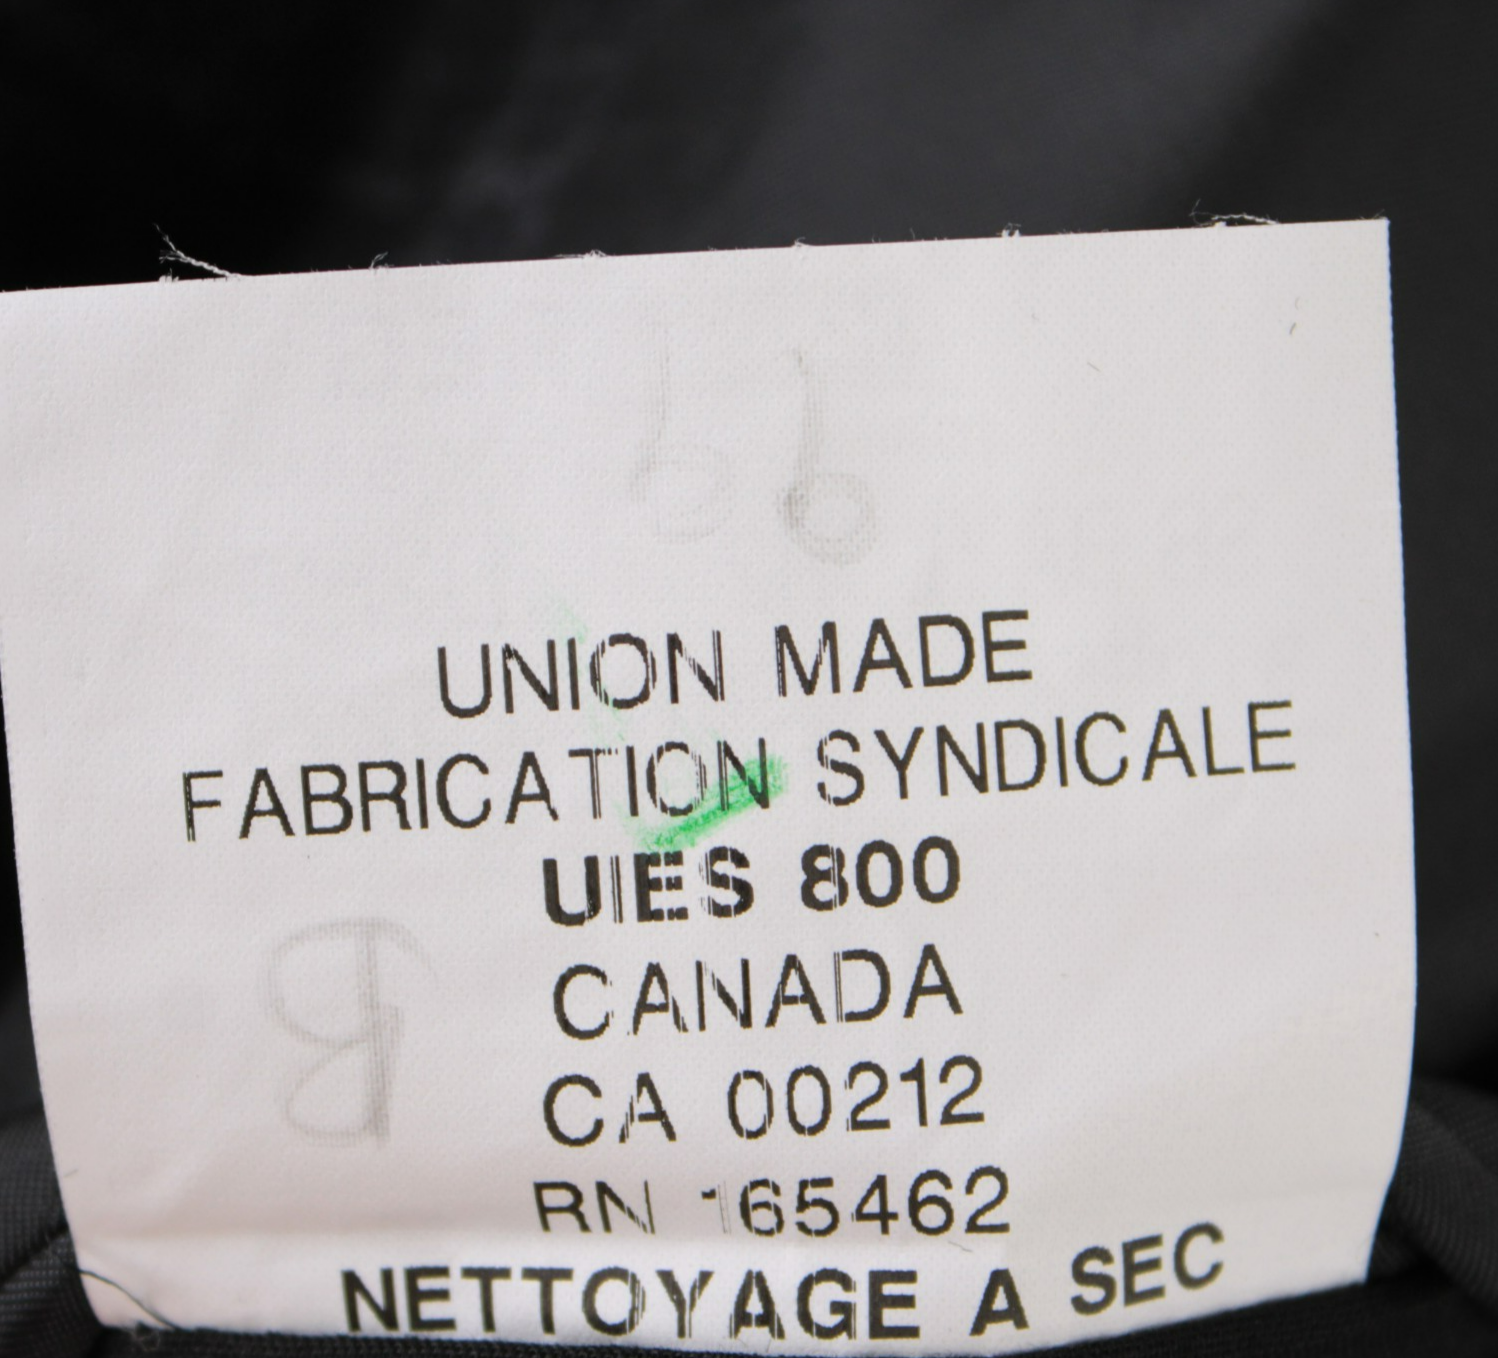 UNION MADE
FABRICATION SYNDICALE
UIES 800
CANADA
CA 00212
RN 165462
NETTOYAGE A SEC